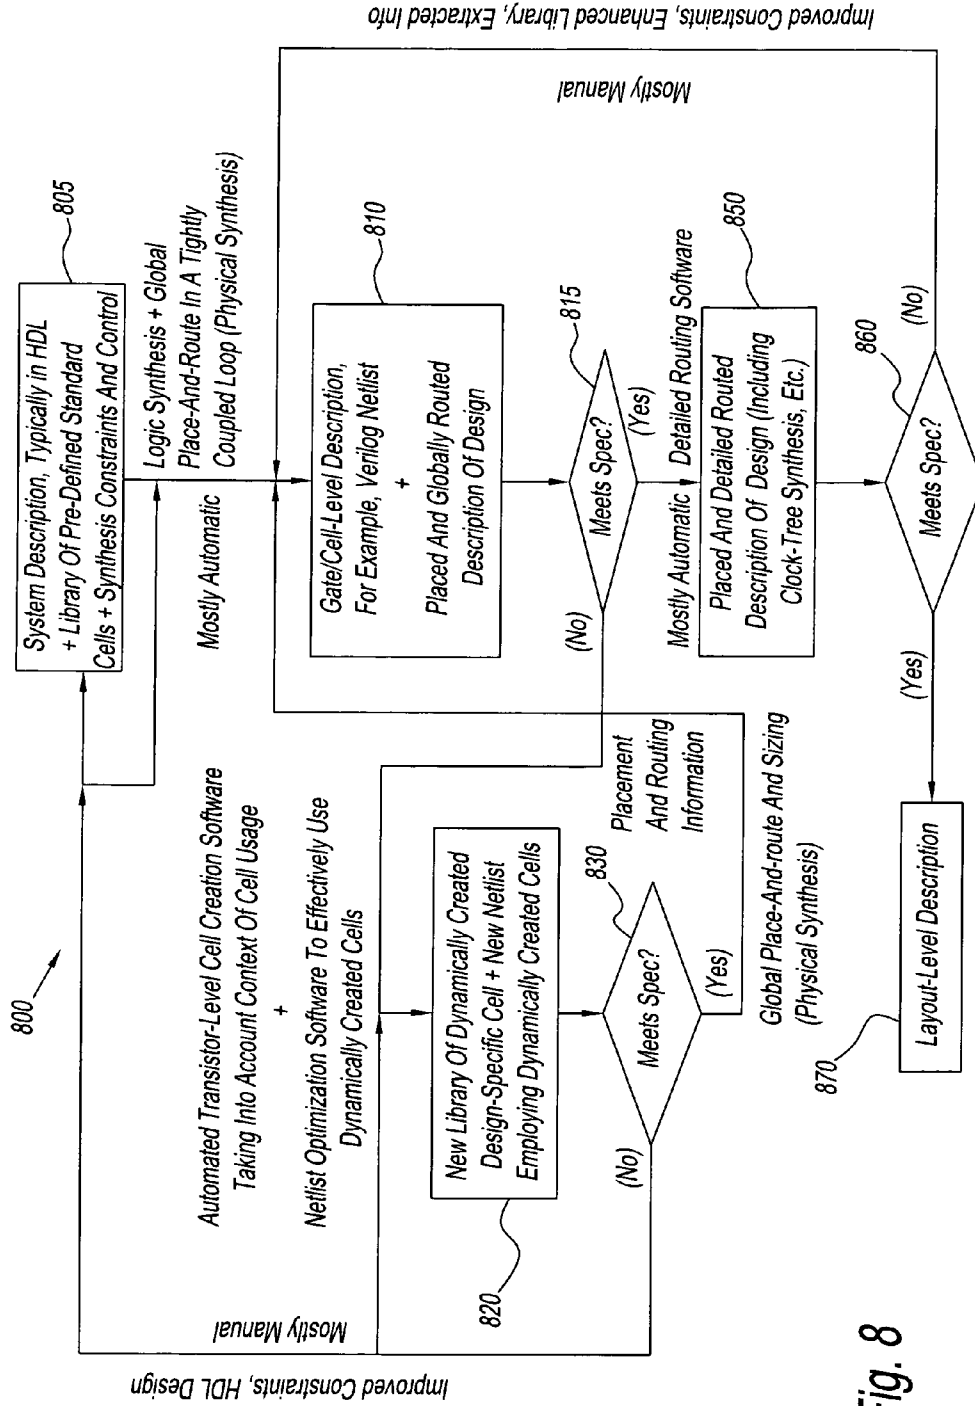 800
System Description, Typically in HDL
+ Library Of Pre-Defined Standard
Cells + Synthesis Constraints And Control
805
Logic Synthesis + Global
Place-And-Route In A Tightly
Coupled Loop (Physical Synthesis)
Mostly Automatic
Gate/Cell-Level Description,
For Example, Verilog Netlist
+
Placed And Globally Routed
Description Of Design
810
Meets Spec?
815
(No)
(Yes)
Automated Transistor-Level Cell Creation Software
Taking Into Account Context Of Cell Usage
+
Netlist Optimization Software To Effectively Use
Dynamically Created Cells
New Library Of Dynamically Created
Design-Specific Cell + New Netlist
Employing Dynamically Created Cells
820
Meets Spec?
830
(No)
(Yes)
Placement
And Routing
Information
Global Place-And-route And Sizing
(Physical Synthesis)
Mostly Manual
Improved Constraints, HDL Design
Mostly Automatic
Detailed Routing Software
Placed And Detailed Routed
Description Of Design (Including
Clock-Tree Synthesis, Etc.)
850
Meets Spec?
860
(No)
(Yes)
Mostly Manual
Improved Constraints, Enhanced Library, Extracted Info
Layout-Level Description
870
Fig. 8